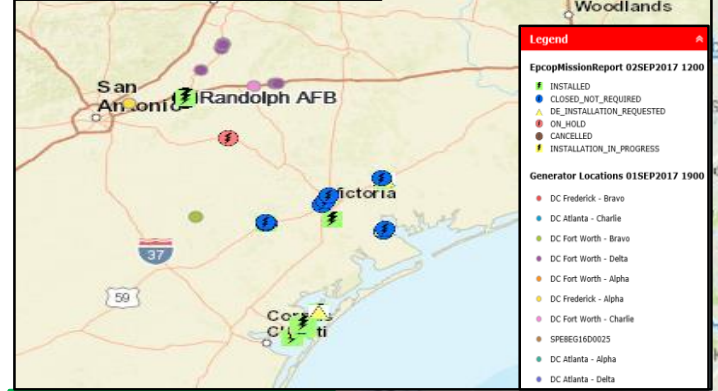 Woodlands
San
Antonio
Randolph AFB
Victoria
37
59
Corpus
Christi
Legend
EpcopMissionReport 02SEP2017 1200
INSTALLED
CLOSED_NOT_REQUIRED
DE_INSTALLATION_REQUESTED
ON_HOLD
CANCELLED
INSTALLATION_IN_PROGRESS
Generator Locations 01SEP2017 1900
DC Frederick - Bravo
DC Atlanta - Charlie
DC Fort Worth - Bravo
DC Fort Worth - Delta
DC Fort Worth - Alpha
DC Frederick - Alpha
DC Fort Worth - Charlie
SPE8EG16D0025
DC Atlanta - Alpha
DC Atlanta - Delta